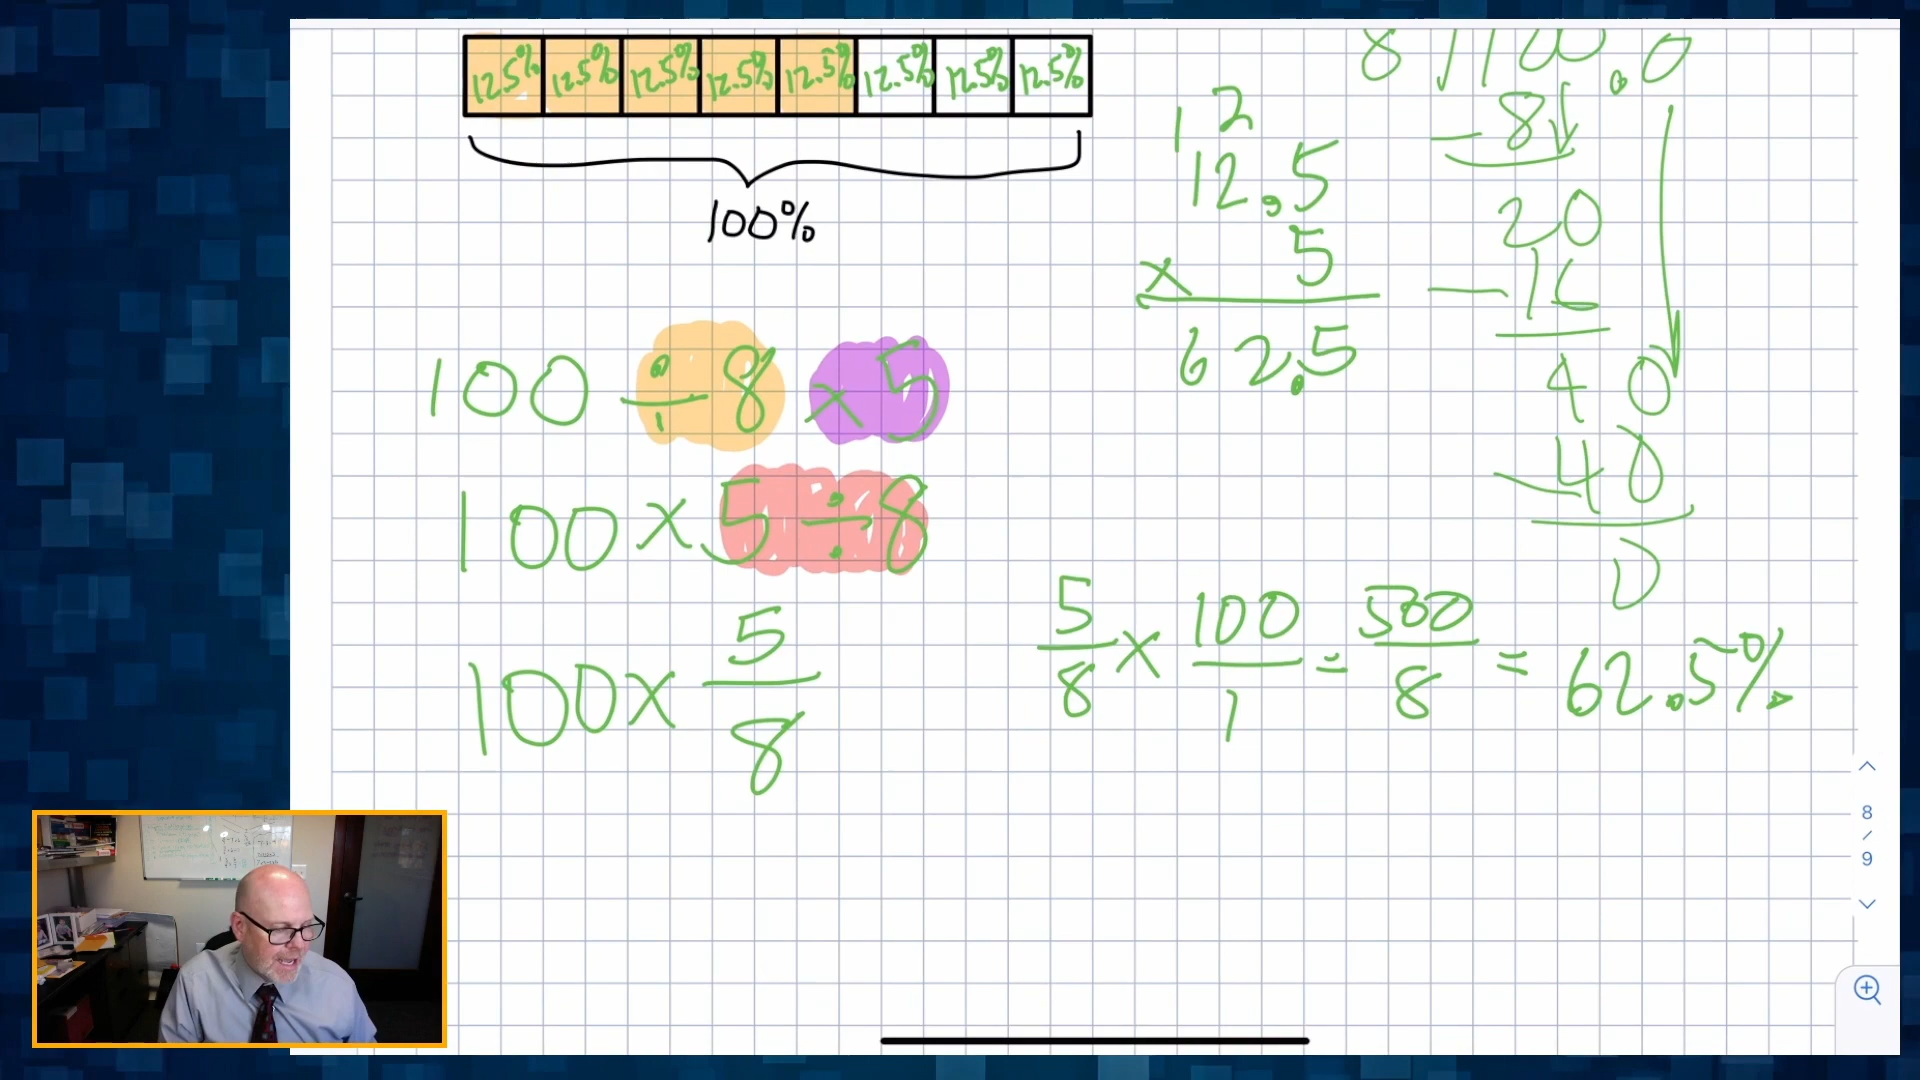 12.5% 12.5% 12.5% 12.5% 12.5% 12.5% 12.5% 12.5%
100%
8 100.0
- 8
20
- 16
40
- 40
0
1 2
12.5
x 5
62.5
100 ÷ 8 x 5
100 x 5 ÷ 8
100 x 5/8
5/8 x 100/1 = 500/8 = 62.5%
8
/
9